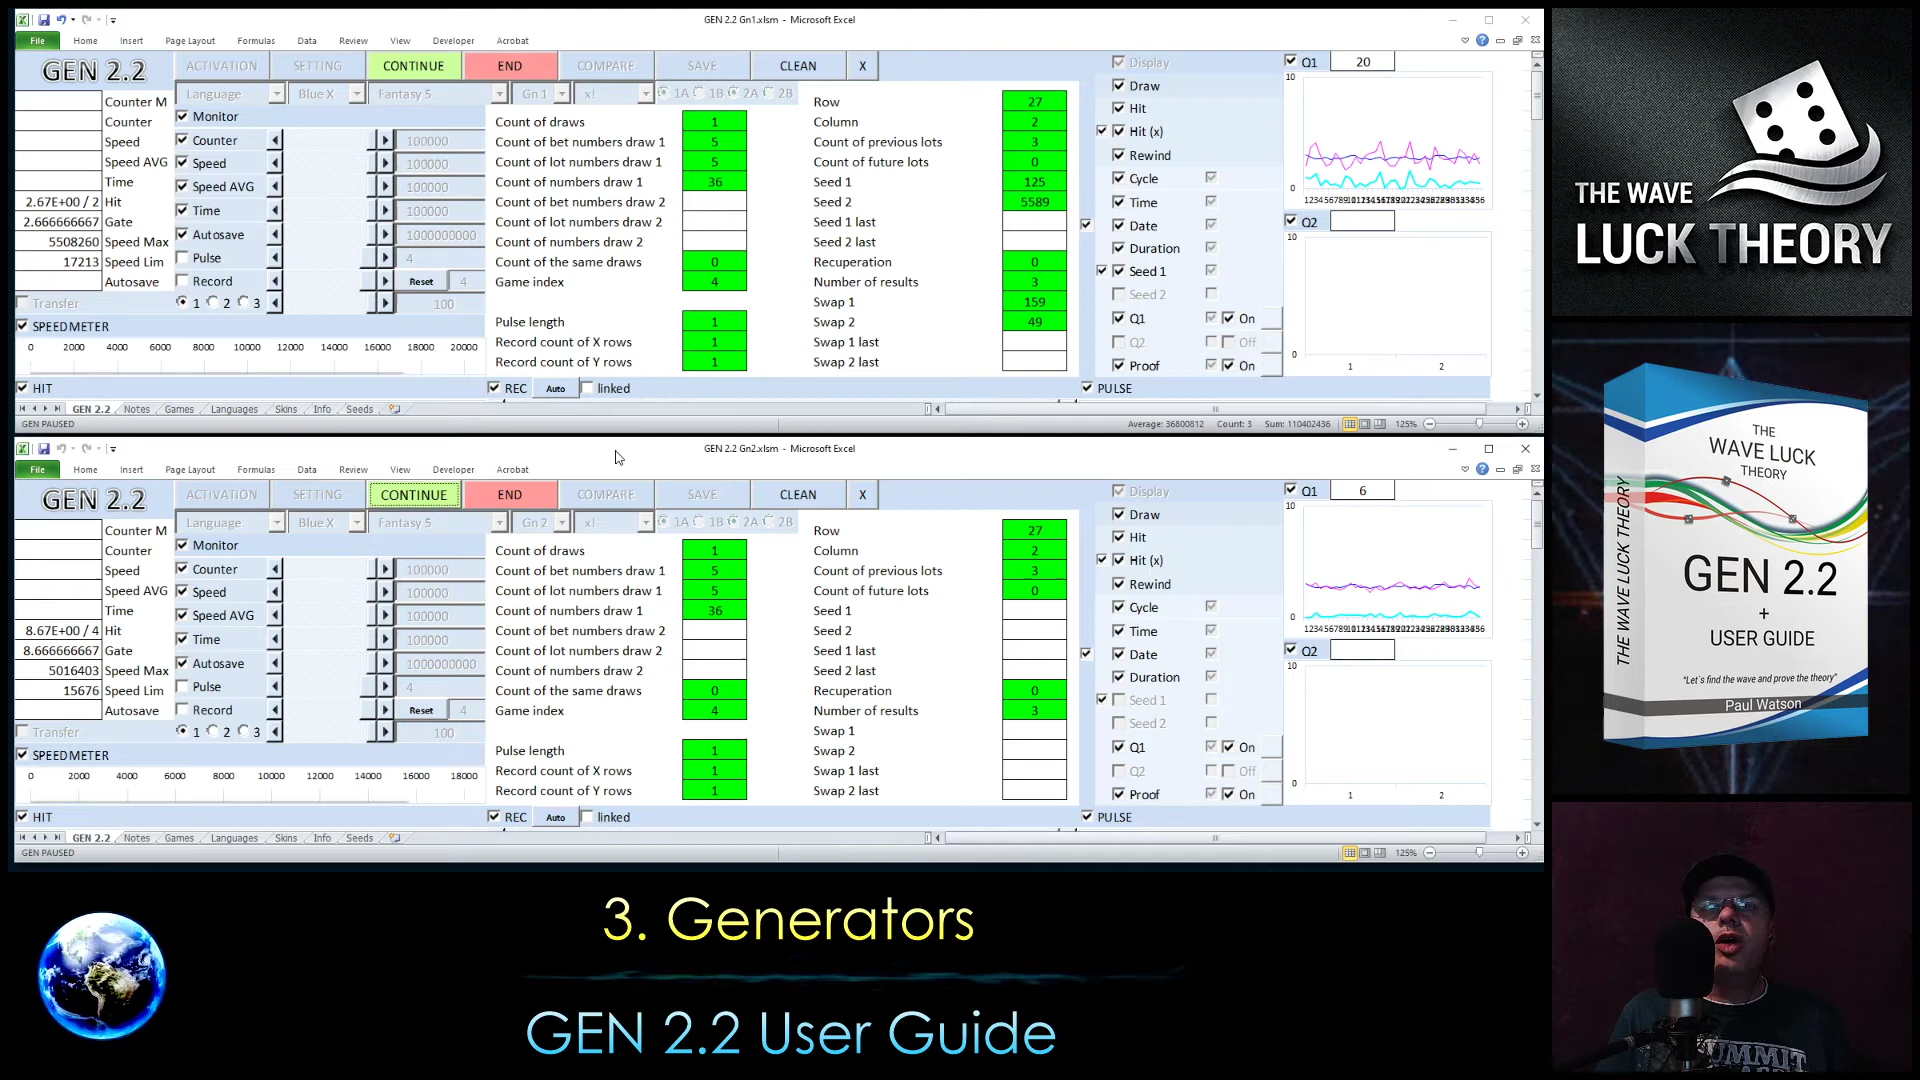 GEN 2.2 Gn1.xlsm - Microsoft Excel
File Home Insert Page Layout Formulas Data Review View Developer Acrobat
GEN 2.2 ACTIVATION SETTING CONTINUE END COMPARE SAVE CLEAN X
Language Blue X Fantasy 5 Gn 1 x! 1A 1B 2A 2B
Counter M
Counter
Speed
Speed AVG
Time
2.67E+00 / 2 Hit
2.666666667 Gate
5508260 Speed Max
17213 Speed Lim
Autosave
Transfer
Monitor
Counter 100000
Speed 100000
Speed AVG 100000
Time 100000
Autosave 1000000000
Pulse 4
Record Reset 4
1 2 3 100
SPEEDMETER
0 2000 4000 6000 8000 10000 12000 14000 16000 18000 20000
HIT
Count of draws 1
Count of bet numbers draw 1 5
Count of lot numbers draw 1 5
Count of numbers draw 1 36
Count of bet numbers draw 2
Count of lot numbers draw 2
Count of numbers draw 2
Count of the same draws 0
Game index 4
Pulse length 1
Record count of X rows 1
Record count of Y rows 1
REC Auto linked
Row 27
Column 2
Count of previous lots 3
Count of future lots 0
Seed 1 125
Seed 2 5589
Seed 1 last
Seed 2 last
Recuperation 0
Number of results 3
Swap 1 159
Swap 2 49
Swap 1 last
Swap 2 last
Display
Draw
Hit
Hit (x)
Rewind
Cycle
Time
Date
Duration
Seed 1
Seed 2
Q1 On
Q2 Off
Proof On
PULSE
Q1 20
10
0
Q2
10
0
1 2
GEN 2.2 Notes Games Languages Skins Info Seeds
GEN PAUSED Average: 36800812 Count: 3 Sum: 110402436 125%
GEN 2.2 Gn2.xlsm - Microsoft Excel
File Home Insert Page Layout Formulas Data Review View Developer Acrobat
GEN 2.2 ACTIVATION SETTING CONTINUE END COMPARE SAVE CLEAN X
Language Blue X Fantasy 5 Gn 2 x! 1A 1B 2A 2B
Counter M
Counter
Speed
Speed AVG
Time
8.67E+00 / 4 Hit
8.666666667 Gate
5016403 Speed Max
15676 Speed Lim
Autosave
Transfer
Monitor
Counter 100000
Speed 100000
Speed AVG 100000
Time 100000
Autosave 1000000000
Pulse 4
Record Reset 4
1 2 3 100
SPEEDMETER
0 2000 4000 6000 8000 10000 12000 14000 16000 18000
HIT
Count of draws 1
Count of bet numbers draw 1 5
Count of lot numbers draw 1 5
Count of numbers draw 1 36
Count of bet numbers draw 2
Count of lot numbers draw 2
Count of numbers draw 2
Count of the same draws 0
Game index 4
Pulse length 1
Record count of X rows 1
Record count of Y rows 1
REC Auto linked
Row 27
Column 2
Count of previous lots 3
Count of future lots 0
Seed 1
Seed 2
Seed 1 last
Seed 2 last
Recuperation 0
Number of results 3
Swap 1
Swap 2
Swap 1 last
Swap 2 last
Display
Draw
Hit
Hit (x)
Rewind
Cycle
Time
Date
Duration
Seed 1
Seed 2
Q1 On
Q2 Off
Proof On
PULSE
Q1 6
10
0
Q2
10
0
1 2
GEN 2.2 Notes Games Languages Skins Info Seeds
GEN PAUSED 125%
3. Generators
GEN 2.2 User Guide
THE WAVE
LUCK THEORY
THE WAVE LUCK THEORY
THE
WAVE LUCK
THEORY
GEN 2.2
+
USER GUIDE
"Let´s find the wave and prove the theory"
Paul Watson
SUMMIT